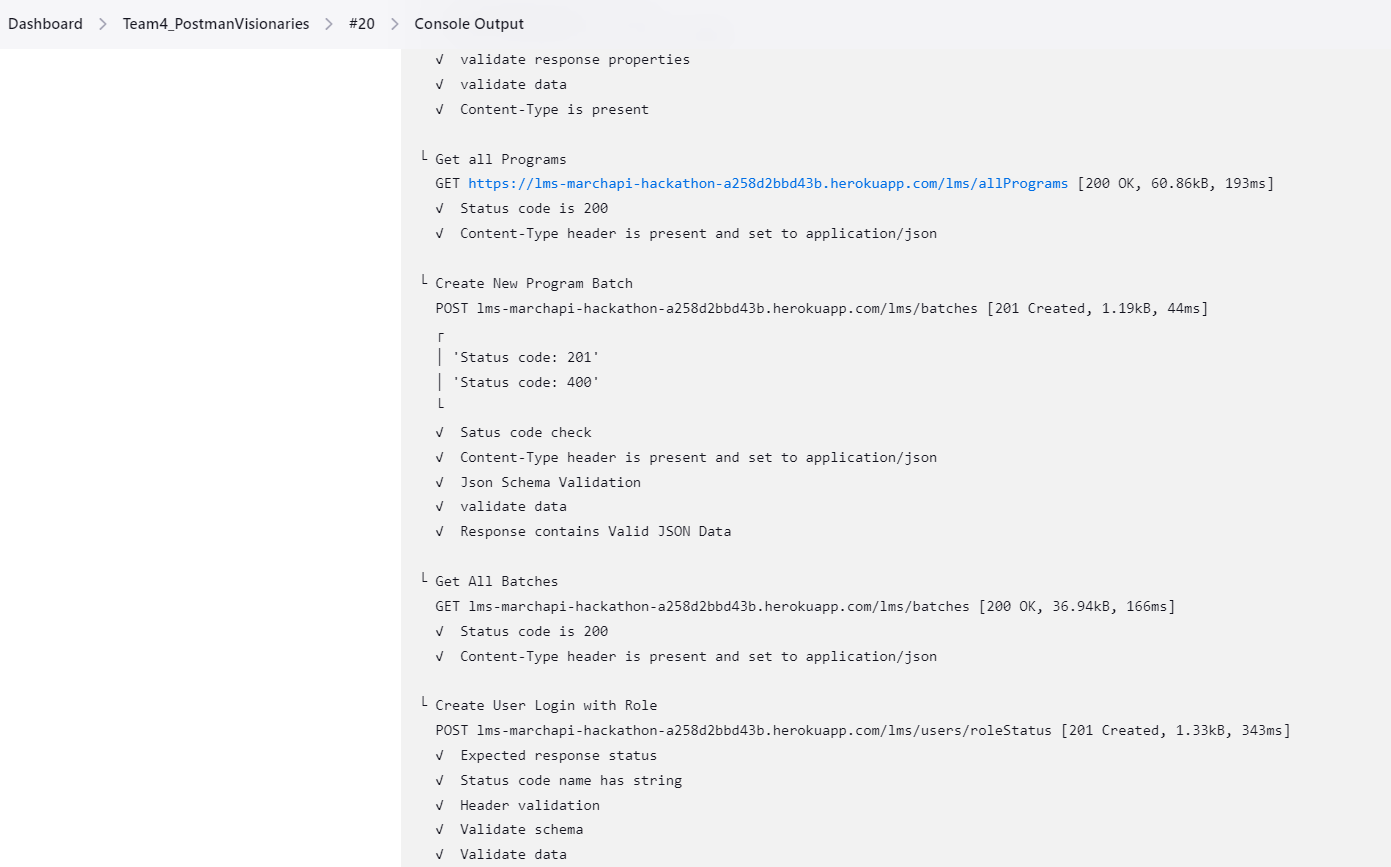 Dashboard > Team4_PostmanVisionaries > #20 > Console Output
√ validate response properties
√ validate data
√ Content-Type is present
└ Get all Programs
GET https://lms-marchapi-hackathon-a258d2bbd43b.herokuapp.com/lms/allPrograms [200 OK, 60.86kB, 193ms]
√ Status code is 200
√ Content-Type header is present and set to application/json
└ Create New Program Batch
POST lms-marchapi-hackathon-a258d2bbd43b.herokuapp.com/lms/batches [201 Created, 1.19kB, 44ms]
┌
│ 'Status code: 201'
│ 'Status code: 400'
└
√ Satus code check
√ Content-Type header is present and set to application/json
√ Json Schema Validation
√ validate data
√ Response contains Valid JSON Data
└ Get All Batches
GET lms-marchapi-hackathon-a258d2bbd43b.herokuapp.com/lms/batches [200 OK, 36.94kB, 166ms]
√ Status code is 200
√ Content-Type header is present and set to application/json
└ Create User Login with Role
POST lms-marchapi-hackathon-a258d2bbd43b.herokuapp.com/lms/users/roleStatus [201 Created, 1.33kB, 343ms]
√ Expected response status
√ Status code name has string
√ Header validation
√ Validate schema
√ Validate data